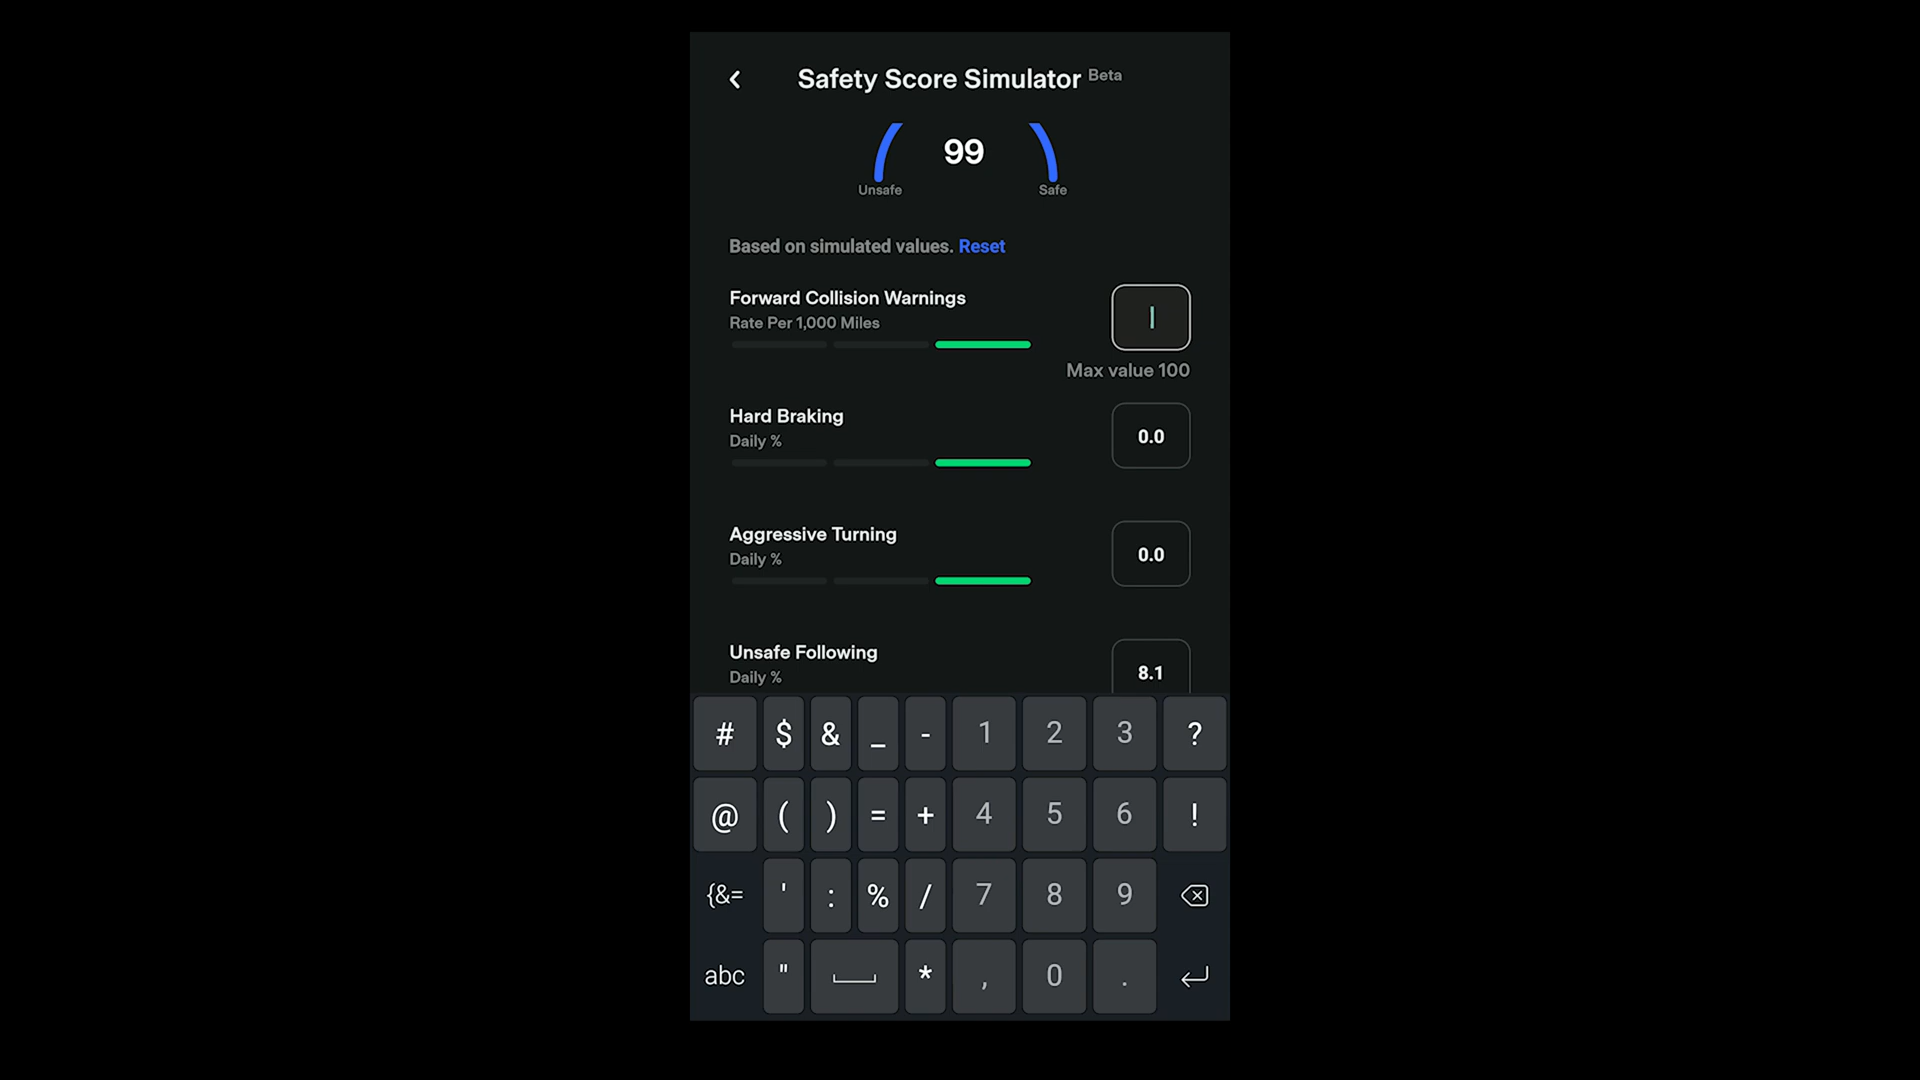 Safety Score Simulator Beta
99
Unsafe Safe
Based on simulated values. Reset
Forward Collision Warnings
Rate Per 1,000 Miles
Max value 100
Hard Braking
Daily %
0.0
Aggressive Turning
Daily %
0.0
Unsafe Following
Daily %
8.1
# $ & _ - 1 2 3 ?
@ ( ) = + 4 5 6 !
{&= ' : % / 7 8 9
abc " * , 0 .